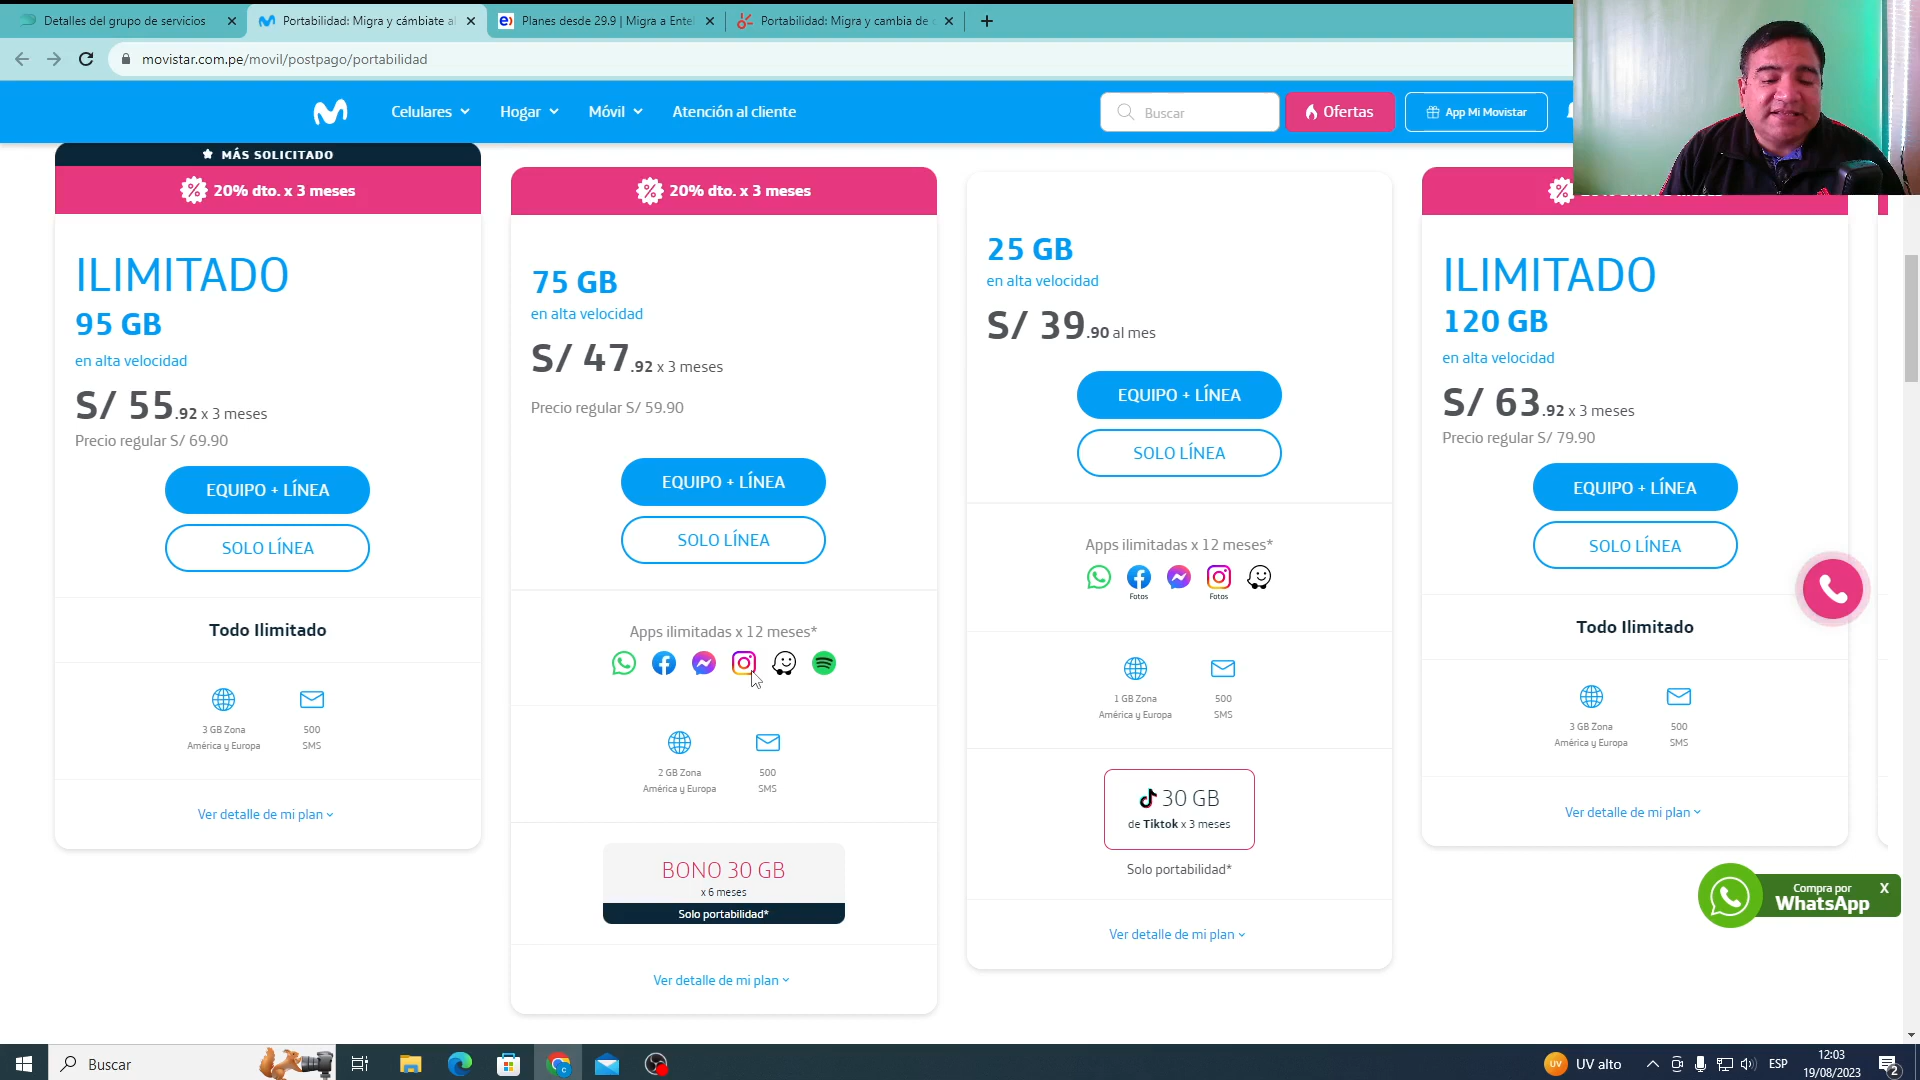 Detalles del grupo de servicios
Portabilidad: Migra y cámbiate al
Planes desde 29.9 | Migra a Entel
Portabilidad: Migra y cambia de
movistar.com.pe/movil/postpago/portabilidad
Celulares
Hogar
Móvil
Atención al cliente
Buscar
Ofertas
App Mi Movistar
MÁS SOLICITADO
20% dto. x 3 meses
ILIMITADO
95 GB
en alta velocidad
S/ 55.92 x 3 meses
Precio regular S/ 69.90
EQUIPO + LÍNEA
SOLO LÍNEA
Todo Ilimitado
3 GB Zona
América y Europa
500
SMS
Ver detalle de mi plan
20% dto. x 3 meses
75 GB
en alta velocidad
S/ 47.92 x 3 meses
Precio regular S/ 59.90
EQUIPO + LÍNEA
SOLO LÍNEA
Apps ilimitadas x 12 meses*
2 GB Zona
América y Europa
500
SMS
BONO 30 GB
x 6 meses
Solo portabilidad*
Ver detalle de mi plan
25 GB
en alta velocidad
S/ 39.90 al mes
EQUIPO + LÍNEA
SOLO LÍNEA
Apps ilimitadas x 12 meses*
Fotos
Fotos
1 GB Zona
América y Europa
500
SMS
30 GB
de Tiktok x 3 meses
Solo portabilidad*
Ver detalle de mi plan
ILIMITADO
120 GB
en alta velocidad
S/ 63.92 x 3 meses
Precio regular S/ 79.90
EQUIPO + LÍNEA
SOLO LÍNEA
Todo Ilimitado
3 GB Zona
América y Europa
500
SMS
Ver detalle de mi plan
Compra por
WhatsApp
X
Buscar
UV
UV alto
ESP
12:03
19/08/2023
2